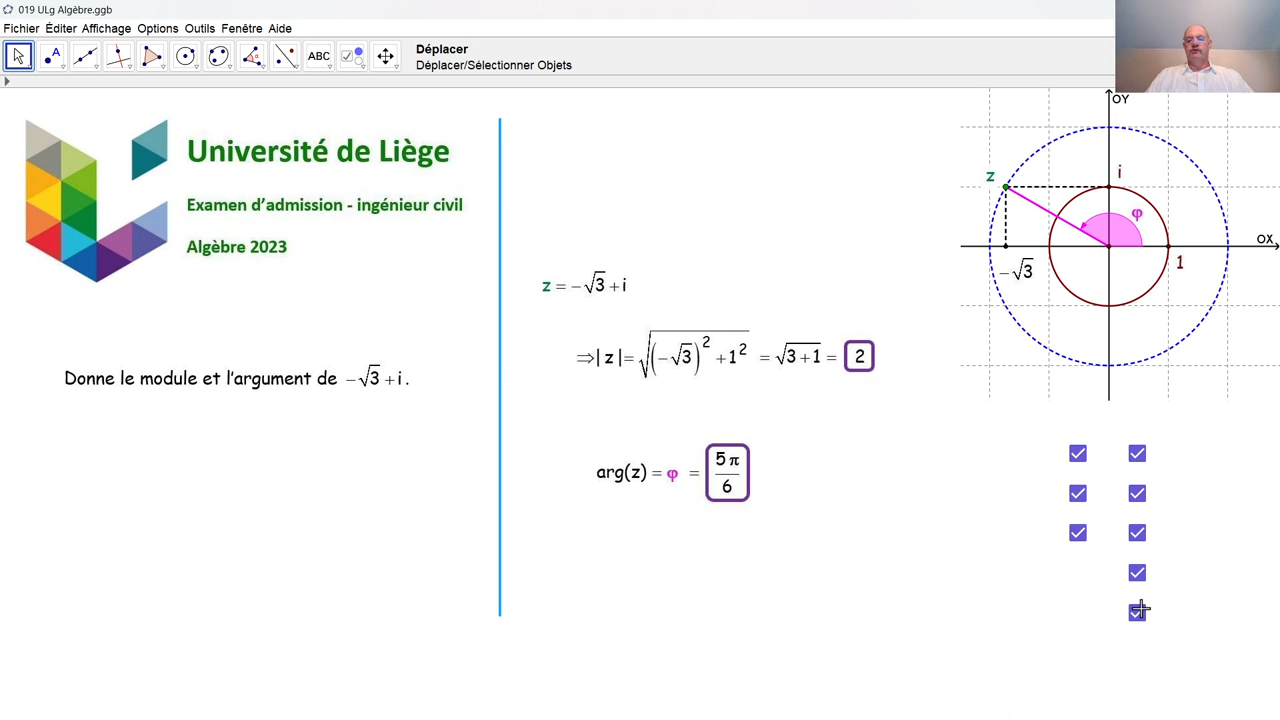 019 ULg Algèbre.ggb
Fichier Éditer Affichage Options Outils Fenêtre Aide
ABC
Déplacer
Déplacer/Sélectionner Objets
Université de Liège
Examen d’admission - ingénieur civil
Algèbre 2023
Donne le module et l’argument de −√3 + i.
z = −√3 + i
⇒| z |= √((−√3)² + 1²) = √(3+1) = 2
arg(z) = φ = 5π/6
OY
z
i
φ
OX
−√3
1